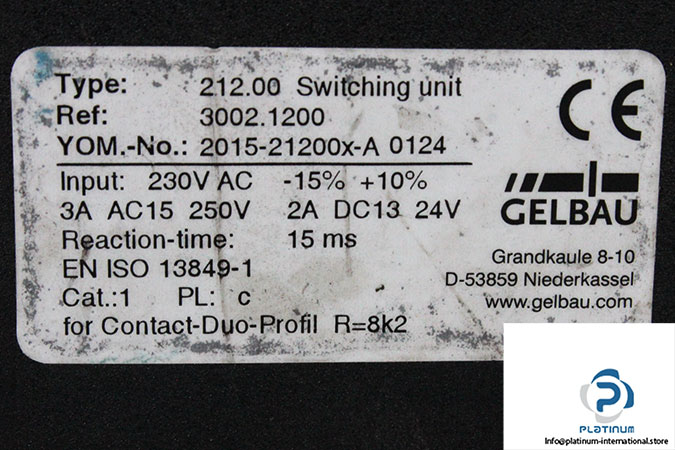 Type: 212.00 Switching unit
Ref: 3002.1200
YOM.-No.: 2015-21200x-A 0124
Input: 230V AC -15% +10%
3A AC15 250V 2A DC13 24V
Reaction-time: 15 ms
EN ISO 13849-1
Cat.:1 PL: c
for Contact-Duo-Profil R=8k2
CE
GELBAU
Grandkaule 8-10
D-53859 Niederkassel
www.gelbau.com
P
PLATINUM
Info@platinum-international.store